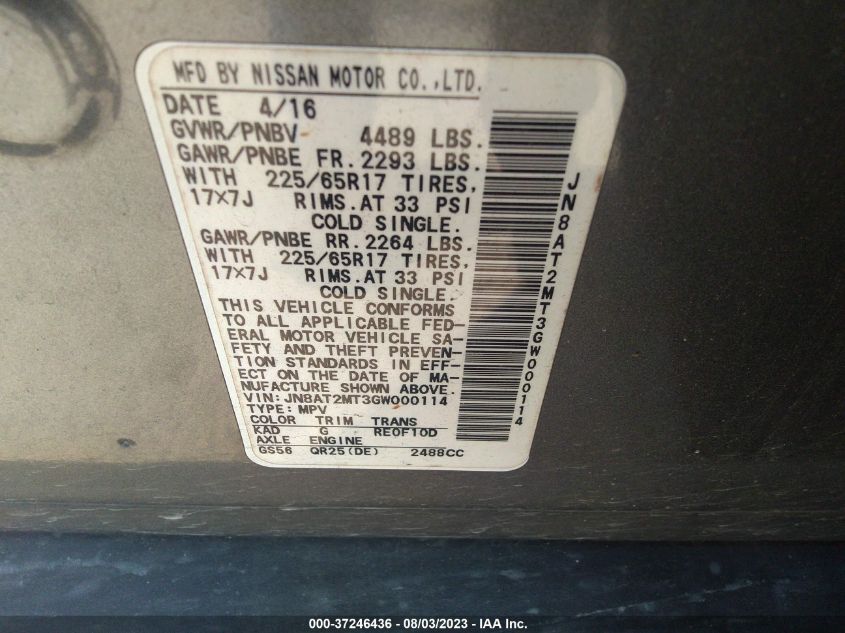 MFD BY NISSAN MOTOR CO.,LTD.
DATE 4/16
GVWR/PNBV 4489 LBS.
GAWR/PNBE FR. 2293 LBS.
WITH 225/65R17 TIRES,
17×7J RIMS.AT 33 PSI
COLD SINGLE.
GAWR/PNBE RR. 2264 LBS.
WITH 225/65R17 TIRES,
17×7J RIMS.AT 33 PSI
COLD SINGLE.
THIS VEHICLE CONFORMS
TO ALL APPLICABLE FED-
ERAL MOTOR VEHICLE SA-
FETY AND THEFT PREVEN-
TION STANDARDS IN EFF-
ECT ON THE DATE OF MA-
NUFACTURE SHOWN ABOVE.
VIN:JN8AT2MT3GW000114
TYPE:MPV
COLOR TRIM TRANS
KAD G RE0F10D
AXLE ENGINE
GS56 QR25(DE) 2488CC
JN8AT2MT3GW000114
000-37246436 - 08/03/2023 - IAA Inc.